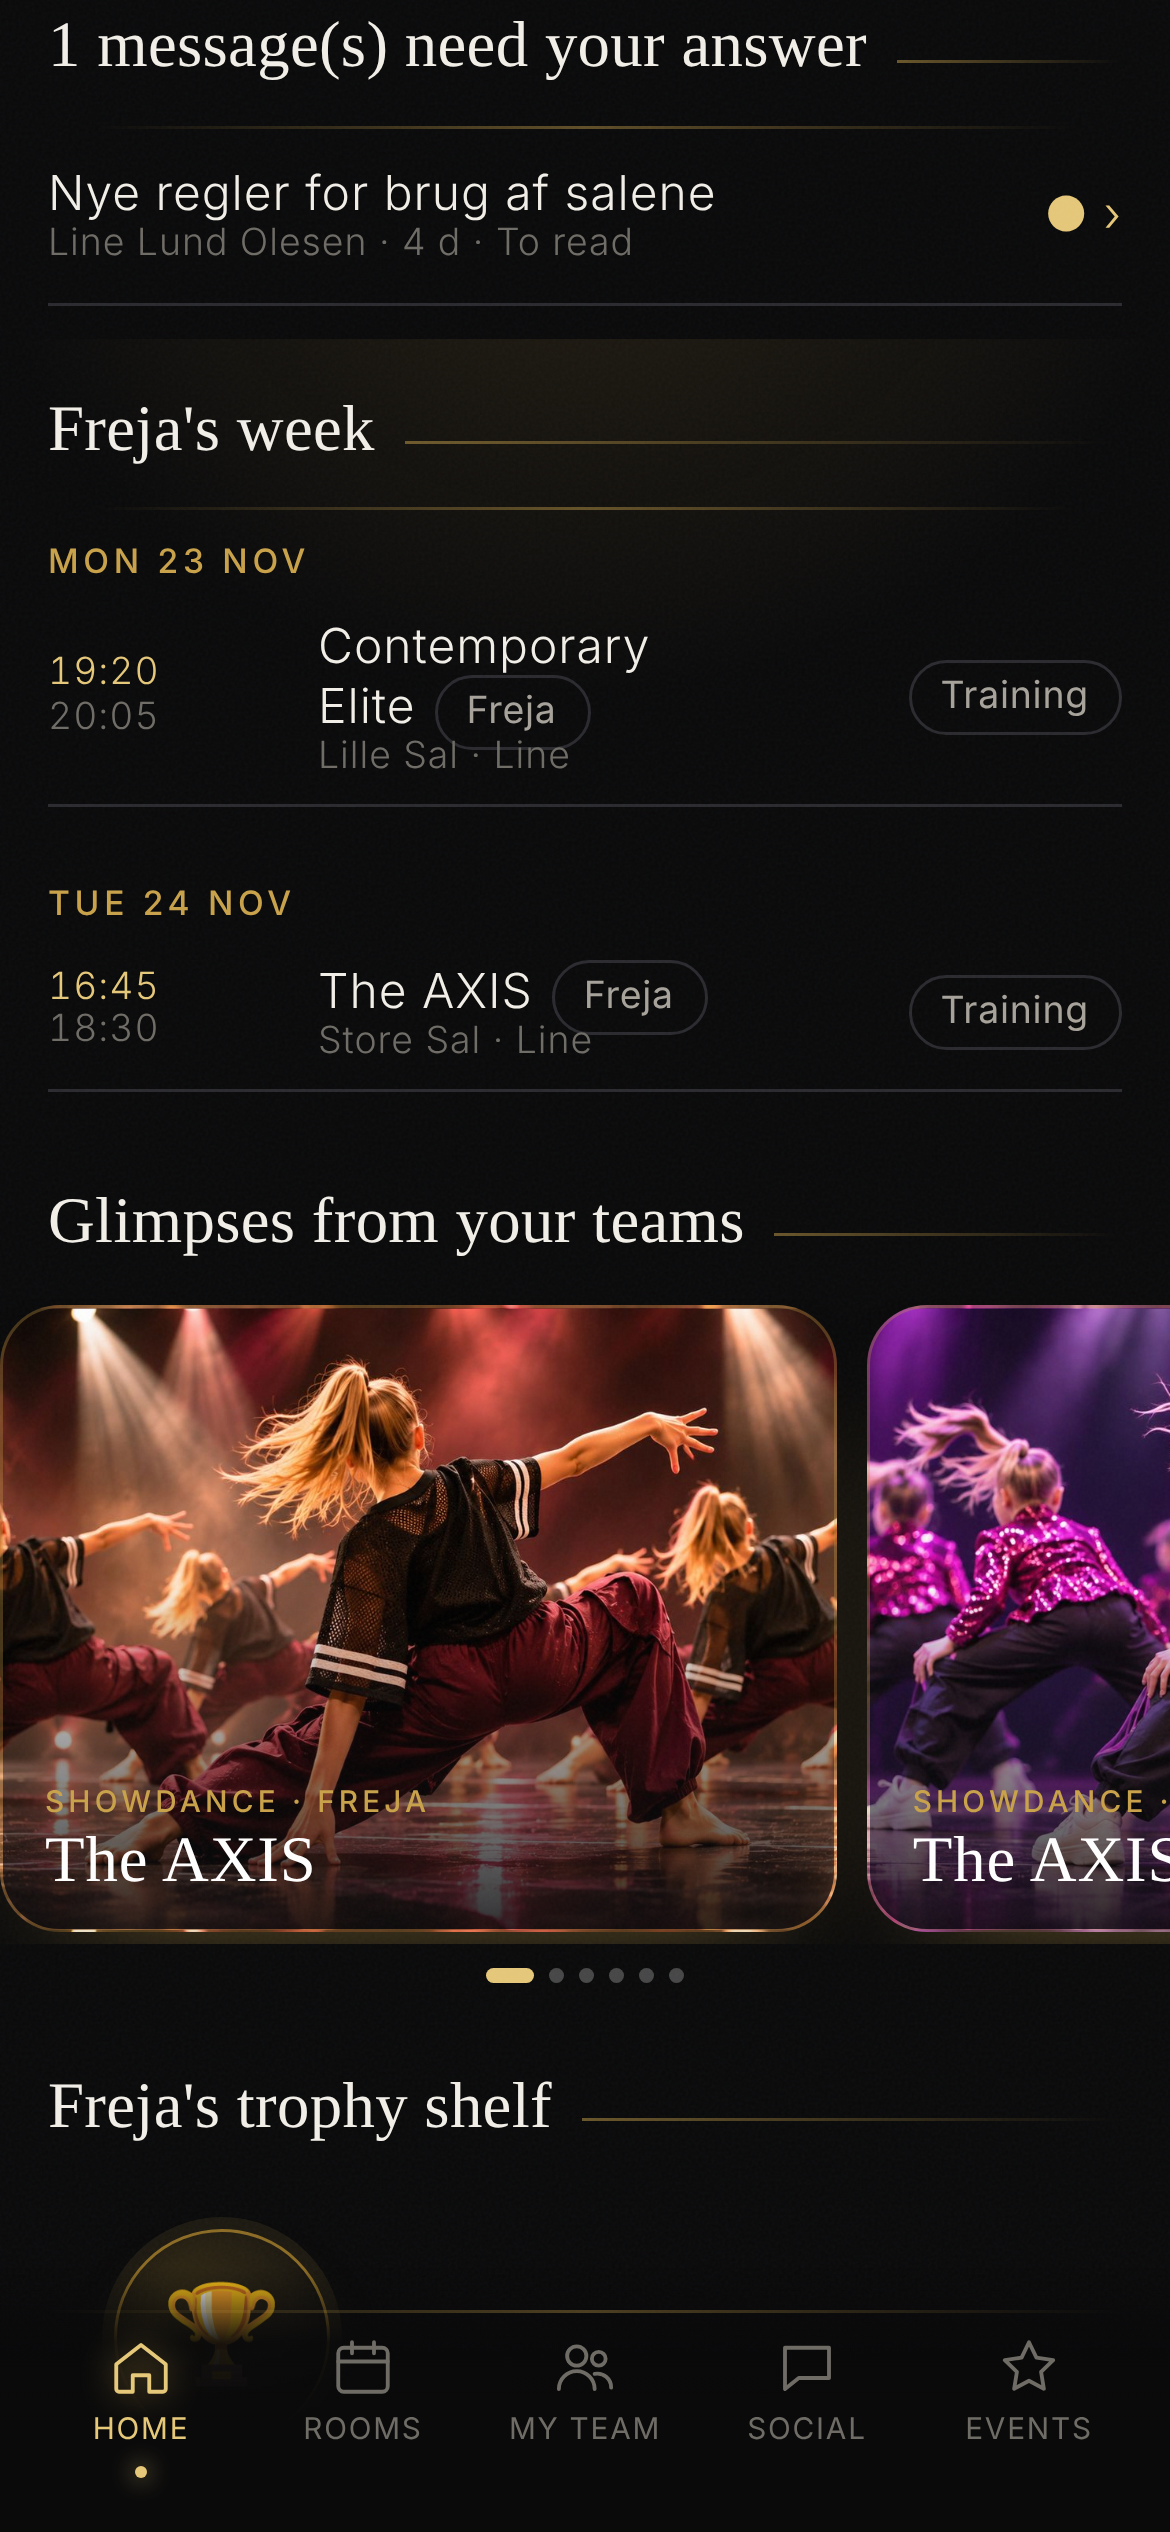 1 message(s) need your answer
Nye regler for brug af salene
Line Lund Olesen · 4 d · To read
Freja's week
MON 23 NOV
19:20
20:05
Contemporary
Elite
Freja
Lille Sal · Line
Training
TUE 24 NOV
16:45
18:30
The AXIS
Freja
Store Sal · Line
Training
Glimpses from your teams
SHOWDANCE · FREJA
The AXIS
SHOWDANCE ·
The AXIS
Freja's trophy shelf
HOME
ROOMS
MY TEAM
SOCIAL
EVENTS